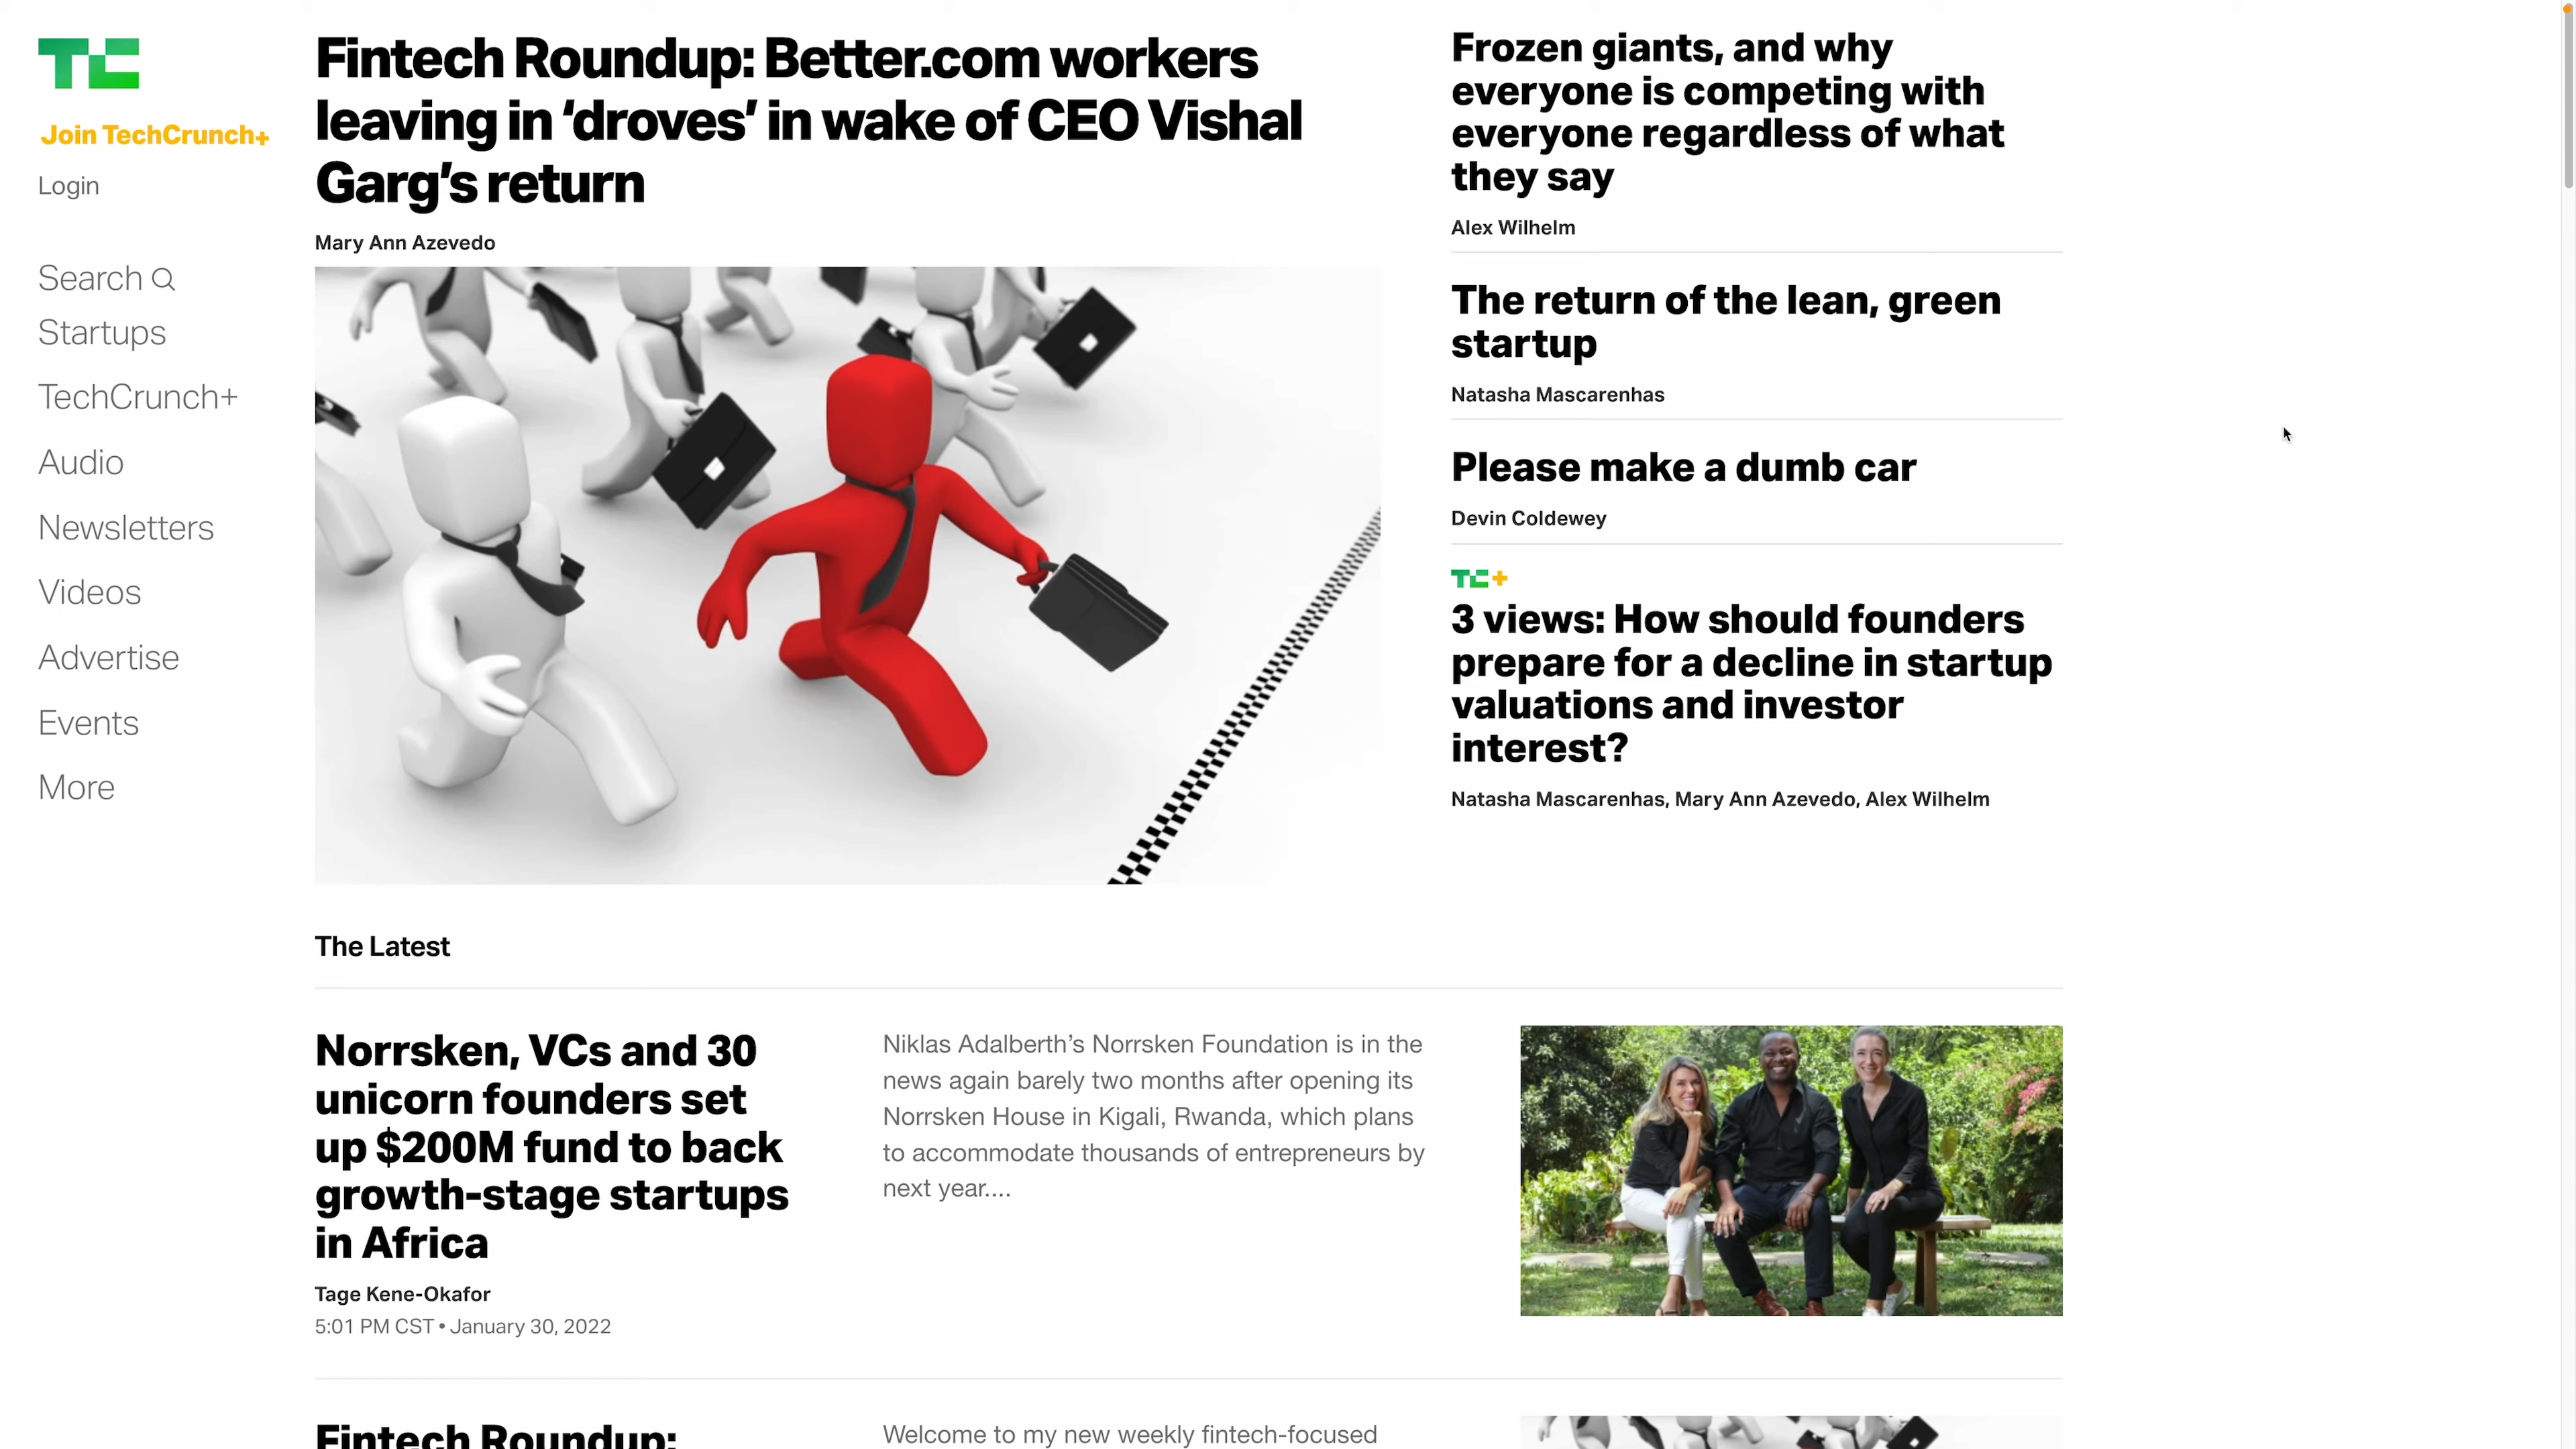 TC
Join TechCrunch+
Login
Search
Startups
TechCrunch+
Audio
Newsletters
Videos
Advertise
Events
More
Fintech Roundup: Better.com workers
leaving in ‘droves’ in wake of CEO Vishal
Garg’s return
Mary Ann Azevedo
Frozen giants, and why
everyone is competing with
everyone regardless of what
they say
Alex Wilhelm
The return of the lean, green
startup
Natasha Mascarenhas
Please make a dumb car
Devin Coldewey
TC+
3 views: How should founders
prepare for a decline in startup
valuations and investor
interest?
Natasha Mascarenhas, Mary Ann Azevedo, Alex Wilhelm
The Latest
Norrsken, VCs and 30
unicorn founders set
up $200M fund to back
growth-stage startups
in Africa
Tage Kene-Okafor
5:01 PM CST • January 30, 2022
Niklas Adalberth’s Norrsken Foundation is in the
news again barely two months after opening its
Norrsken House in Kigali, Rwanda, which plans
to accommodate thousands of entrepreneurs by
next year....
Fintech Roundup:
Welcome to my new weekly fintech-focused